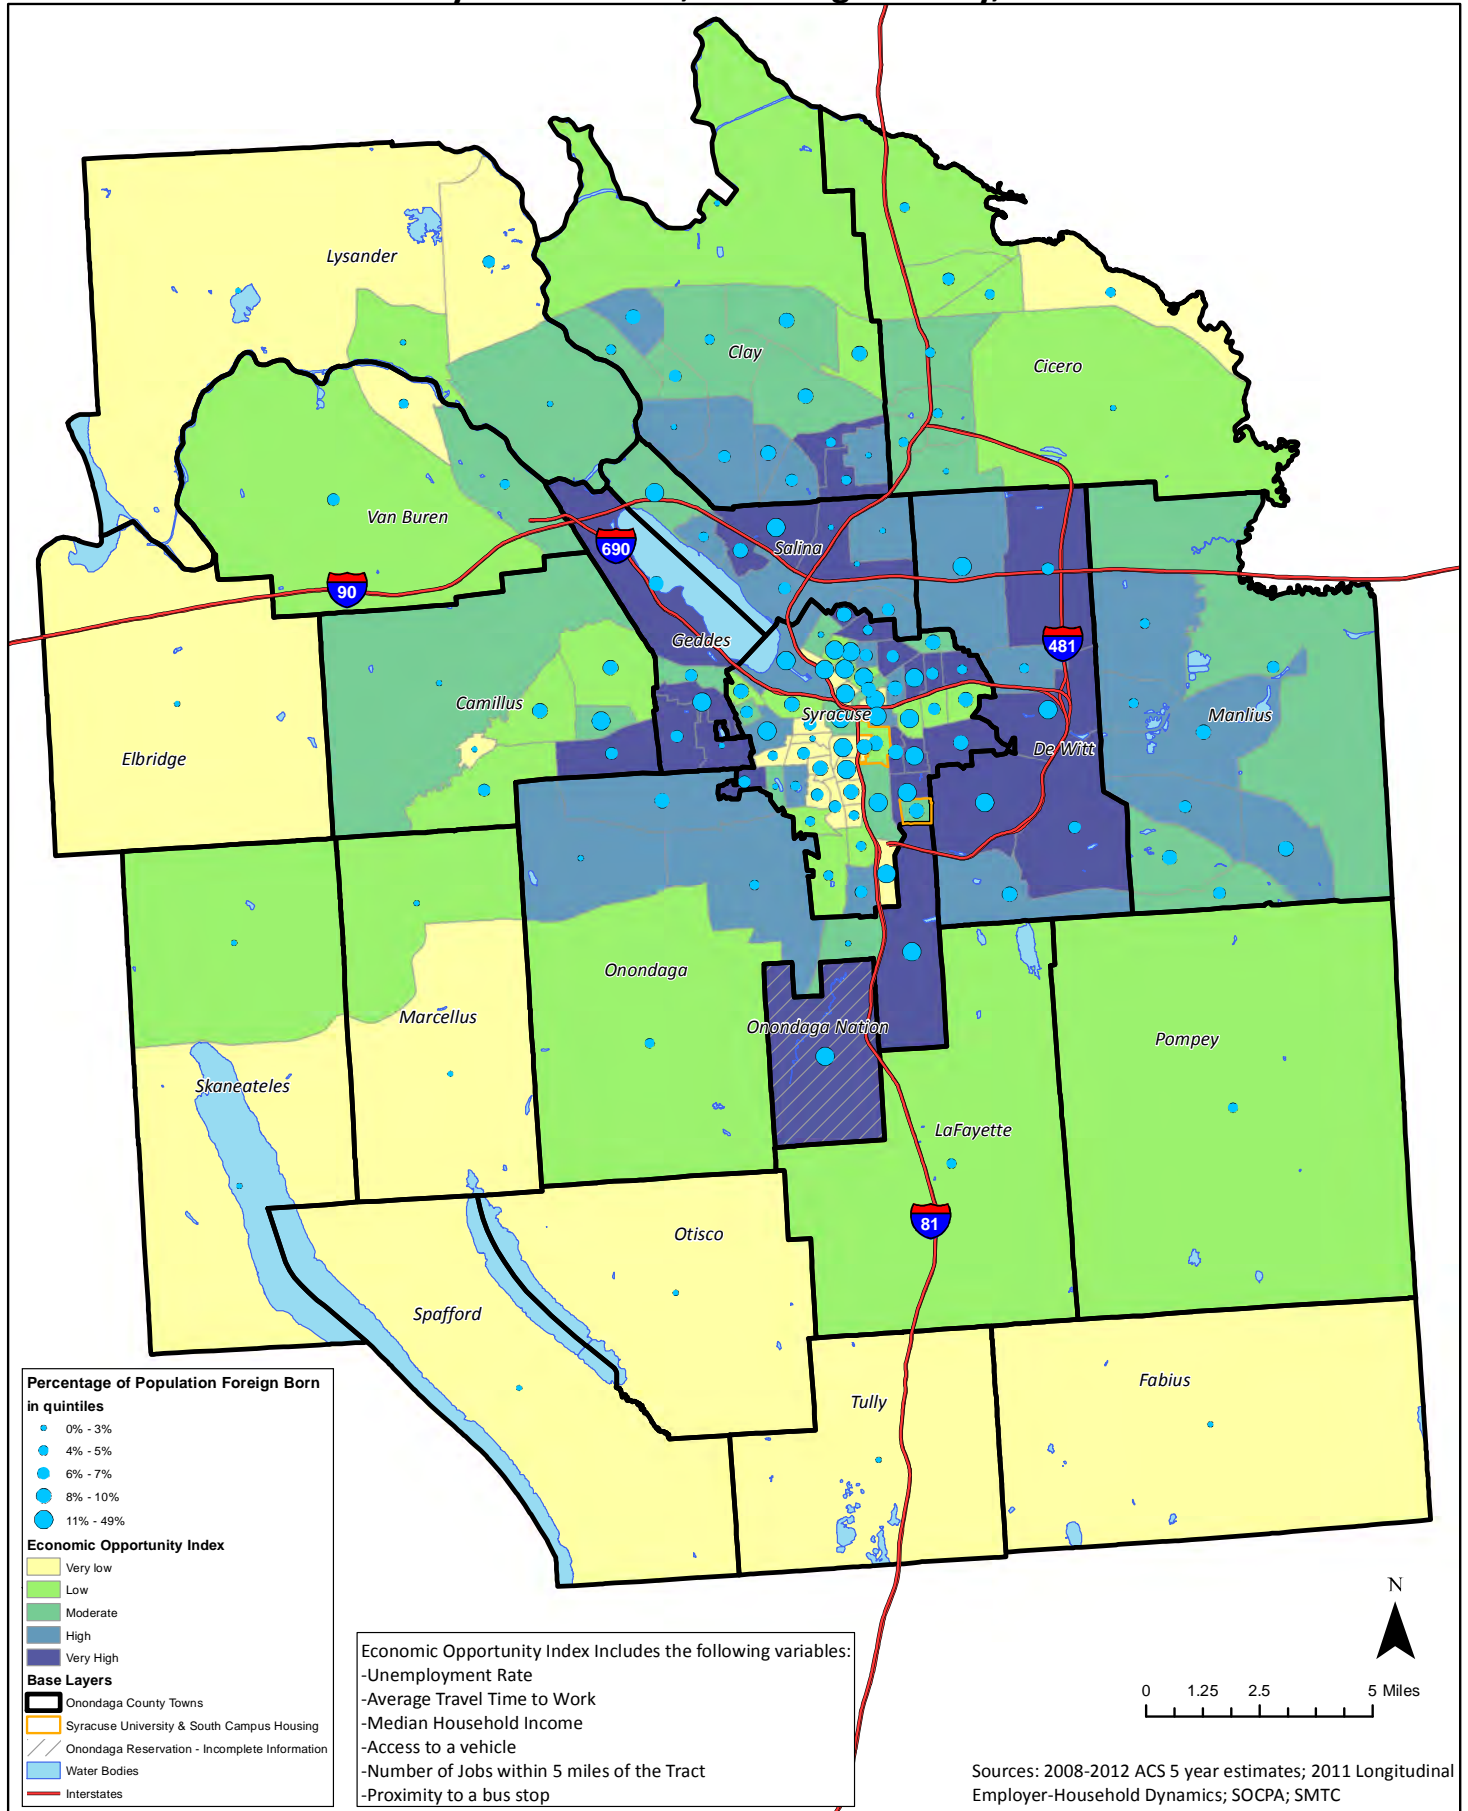 Lysander
Clay
Cicero
Van Buren
Salina
690
90
Geddes
481
Camillus
Syracuse
Manlius
De Witt
Elbridge
Onondaga
Marcellus
Onondaga Nation
Pompey
Skaneateles
LaFayette
81
Otisco
Spafford
Fabius
Tully
Percentage of Population Foreign Born
in quintiles
0% - 3%
4% - 5%
6% - 7%
8% - 10%
11% - 49%
Economic Opportunity Index
Very low
Low
Moderate
High
Very High
Base Layers
Onondaga County Towns
Syracuse University & South Campus Housing
Onondaga Reservation - Incomplete Information
Water Bodies
Interstates
Economic Opportunity Index Includes the following variables:
-Unemployment Rate
-Average Travel Time to Work
-Median Household Income
-Access to a vehicle
-Number of Jobs within 5 miles of the Tract
-Proximity to a bus stop
N
0 1.25 2.5 5 Miles
Sources: 2008-2012 ACS 5 year estimates; 2011 Longitudinal
Employer-Household Dynamics; SOCPA; SMTC